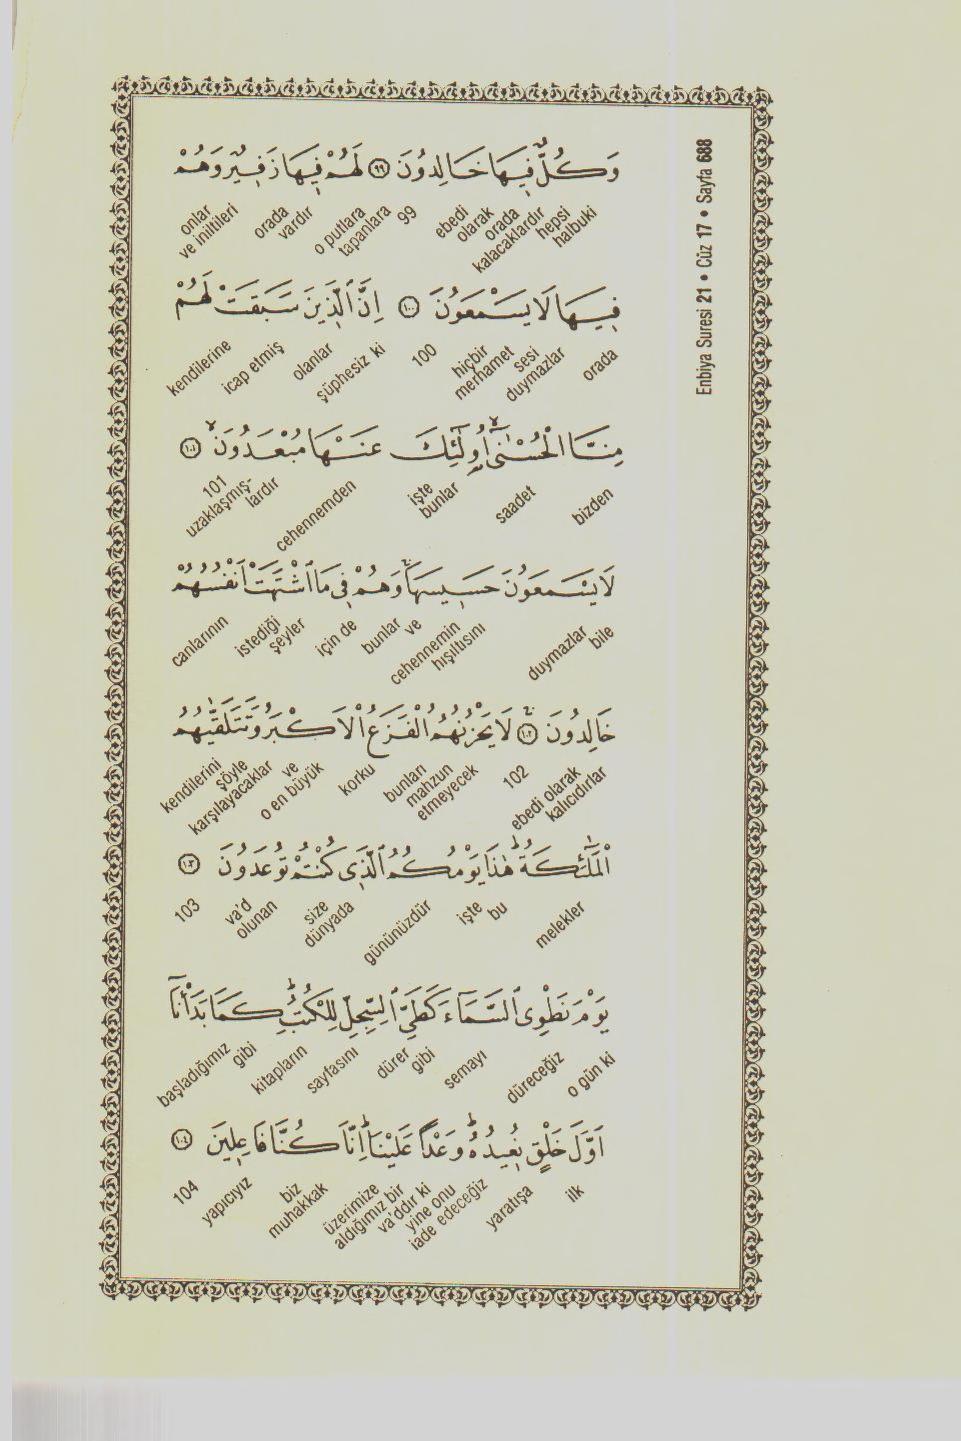 Enbiya Suresi 21 • Cüz 17 • Sayfa 688
وَكُلٌّ فِيهَا خَالِدُونَ ﴿٩٩﴾ لَهُمْ فِيهَا زَفِيرٌ وَهُمْ
halbuki hepsi orada kalacaklardır ebedi olarak 99 o putlara tapanlara orada vardır onlar ve iniltileri
فِيهَا لَا يَسْمَعُونَ ﴿١٠٠﴾ اِنَّ الَّذِينَ سَبَقَتْ لَهُمْ
orada hiçbir merhamet sesi duymazlar 100 şüphesiz ki olanlar icap etmiş kendilerine
مِنَّا الْحُسْنٰىۙ اُو۬لٰٓئِكَ عَنْهَا مُبْعَدُونَۙ ﴿١٠١﴾
bizden saadet işte bunlar cehennemden uzaklaşmış-lardır 101
لَا يَسْمَعُونَ حَسِيسَهَاۚ وَهُمْ فِي مَا اشْتَهَتْ اَنْفُسُهُمْ
bile duymazlar cehennemin hışıltısını ve bunlar için de istediği şeyler canlarının
خَالِدُونَۚ ﴿١٠٢﴾ لَا يَحْزُنُهُمُ الْفَزَعُ الْاَكْبَرُ وَتَتَلَقّٰيهُمُ
ebedi olarak kalıcıdırlar 102 bunları mahzun etmeyecek korku o en büyük ve şöyle karşılayacaklar kendilerini
الْمَلٰٓئِكَةُۜ هٰذَا يَوْمُكُمُ الَّذِي كُنْتُمْ تُوعَدُونَ ﴿١٠٣﴾
melekler bu işte gününüzdür size dünyada va'd olunan 103
يَوْمَ نَطْوِي السَّمَٓاءَ كَطَيِّ السِّجِلِّ لِلْكُتُبِۜ كَمَا بَدَأْنَٓا
o gün ki düreceğiz semayı gibi dürer sayfasını kitapların gibi başladığımız
اَوَّلَ خَلْقٍ نُعِيدُهُۜ وَعْدًا عَلَيْنَاۜ اِنَّا كُنَّا فَاعِلِينَ ﴿١٠٤﴾
ilk yaratışa yine onu iade edeceğiz va'ddır ki aldığımız bir üzerimize biz muhakkak yapıcıyız 104